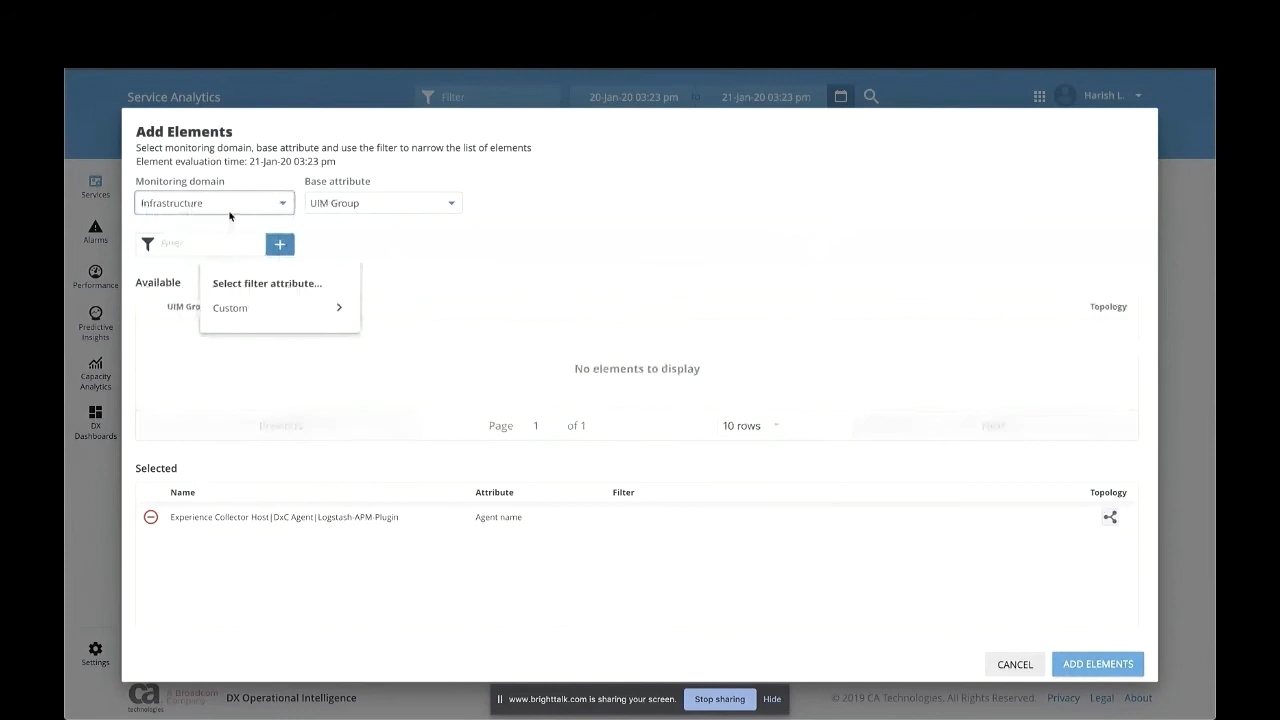 Service Analytics
Filter
20-Jan-20 03:23 pm to 21-Jan-20 03:23 pm
Harish L.
Add Elements
Select monitoring domain, base attribute and use the filter to narrow the list of elements
Element evaluation time: 21-Jan-20 03:23 pm
Monitoring domain
Base attribute
Infrastructure
UIM Group
Services
Alarms
Performance
Predictive
Insights
Capacity
Analytics
DX
Dashboards
Settings
+
Available
Select filter attribute...
Custom
UIM Gro
Topology
No elements to display
Page 1 of 1
10 rows
Selected
Name Attribute Filter Topology
Experience Collector Host|DxC Agent|Logstash-APM-Plugin Agent name
CANCEL
ADD ELEMENTS
ca
technologies
A Broadcom
Company
DX Operational Intelligence
www.brighttalk.com is sharing your screen.
Stop sharing
Hide
© 2019 CA Technologies. All Rights Reserved.
Privacy
Legal
About